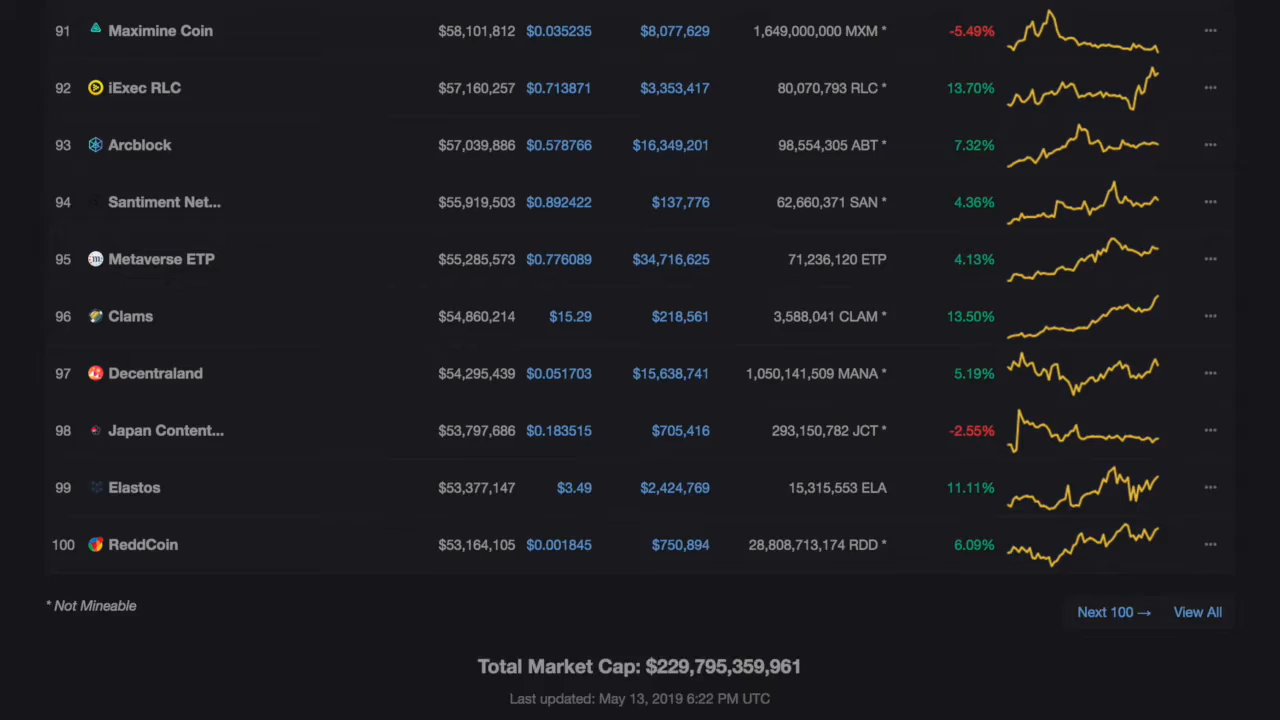 91 Maximine Coin $58,101,812 $0.035235 $8,077,629 1,649,000,000 MXM * -5.49%
92 iExec RLC $57,160,257 $0.713871 $3,353,417 80,070,793 RLC * 13.70%
93 Arcblock $57,039,886 $0.578766 $16,349,201 98,554,305 ABT * 7.32%
94 Santiment Net... $55,919,503 $0.892422 $137,776 62,660,371 SAN * 4.36%
95 Metaverse ETP $55,285,573 $0.776089 $34,716,625 71,236,120 ETP 4.13%
96 Clams $54,860,214 $15.29 $218,561 3,588,041 CLAM * 13.50%
97 Decentraland $54,295,439 $0.051703 $15,638,741 1,050,141,509 MANA * 5.19%
98 Japan Content... $53,797,686 $0.183515 $705,416 293,150,782 JCT * -2.55%
99 Elastos $53,377,147 $3.49 $2,424,769 15,315,553 ELA 11.11%
100 ReddCoin $53,164,105 $0.001845 $750,894 28,808,713,174 RDD * 6.09%
* Not Mineable
Next 100 → View All
Total Market Cap: $229,795,359,961
Last updated: May 13, 2019 6:22 PM UTC